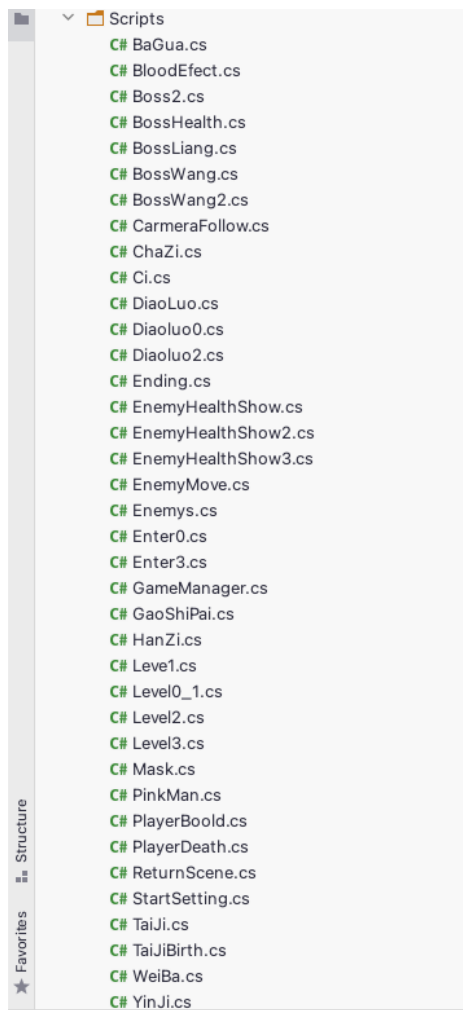 Scripts
C# BaGua.cs
C# BloodEfect.cs
C# Boss2.cs
C# BossHealth.cs
C# BossLiang.cs
C# BossWang.cs
C# BossWang2.cs
C# CarmeraFollow.cs
C# ChaZi.cs
C# Ci.cs
C# DiaoLuo.cs
C# Diaoluo0.cs
C# Diaoluo2.cs
C# Ending.cs
C# EnemyHealthShow.cs
C# EnemyHealthShow2.cs
C# EnemyHealthShow3.cs
C# EnemyMove.cs
C# Enemys.cs
C# Enter0.cs
C# Enter3.cs
C# GameManager.cs
C# GaoShiPai.cs
C# HanZi.cs
C# Leve1.cs
C# Level0_1.cs
C# Level2.cs
C# Level3.cs
C# Mask.cs
C# PinkMan.cs
C# PlayerBoold.cs
C# PlayerDeath.cs
C# ReturnScene.cs
C# StartSetting.cs
C# TaiJi.cs
C# TaiJiBirth.cs
C# WeiBa.cs
C# YinJi.cs
Structure
Favorites